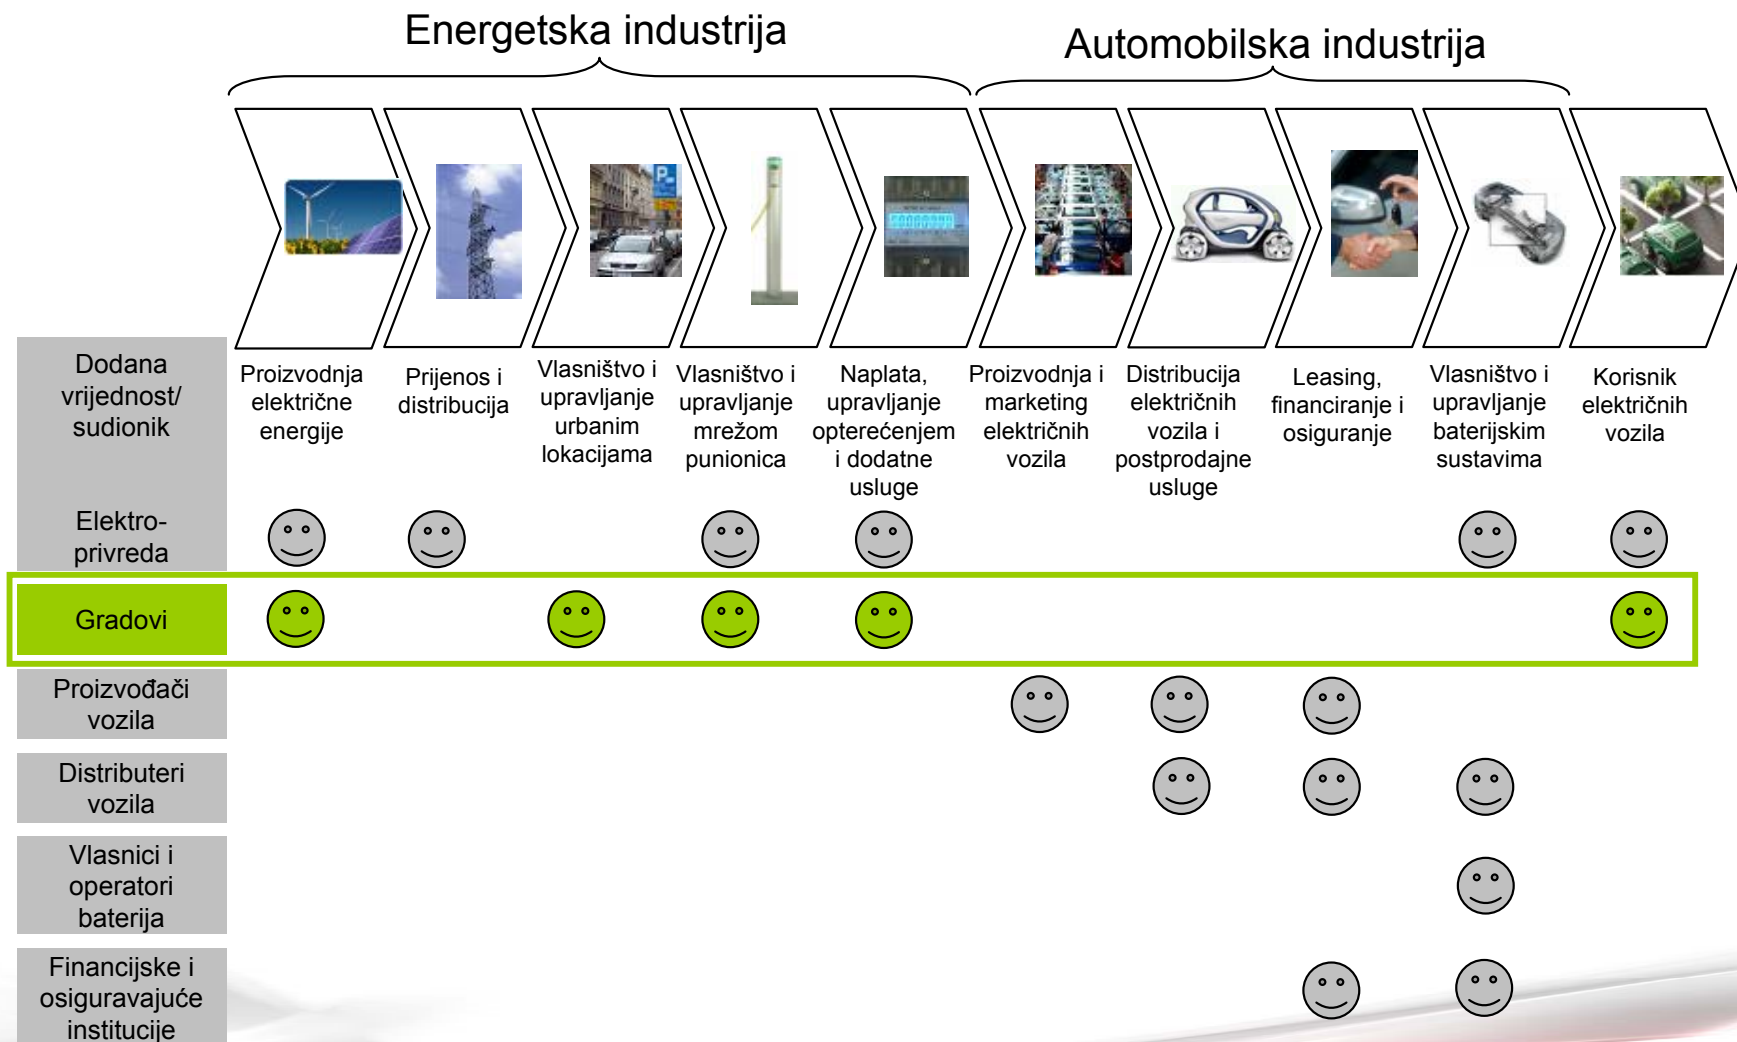 Energetska industrija
Automobilska industrija
Dodana
vrijednost/
sudionik
Proizvodnja
električne
energije
Prijenos i
distribucija
Vlasništvo i
upravljanje
urbanim
lokacijama
Vlasništvo i
upravljanje
mrežom
punionica
Naplata,
upravljanje
opterećenjem
i dodatne
usluge
Proizvodnja i
marketing
električnih
vozila
Distribucija
električnih
vozila i
postprodajne
usluge
Leasing,
financiranje i
osiguranje
Vlasništvo i
upravljanje
baterijskim
sustavima
Korisnik
električnih
vozila
Elektro-
privreda
Gradovi
Proizvođači
vozila
Distributeri
vozila
Vlasnici i
operatori
baterija
Financijske i
osiguravajuće
institucije